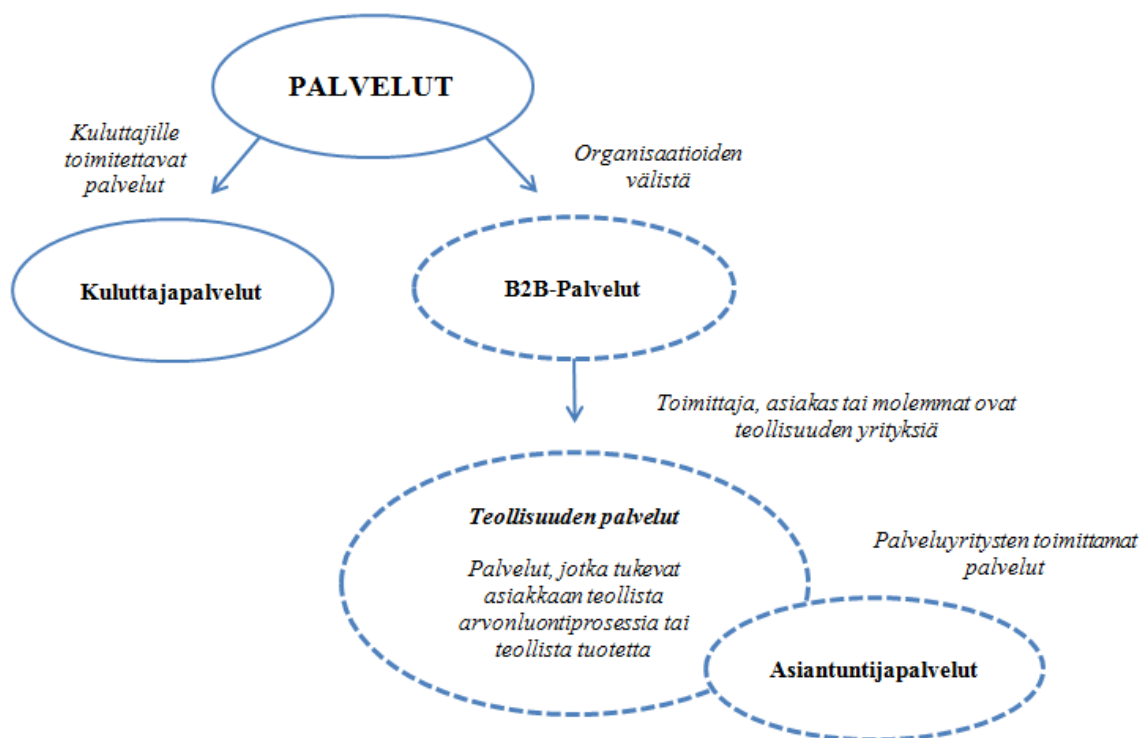 PALVELUT
Kuluttajille
toimitettavat
palvelut
Organisaatioiden
välistä
Kuluttajapalvelut
B2B-Palvelut
Toimittaja, asiakas tai molemmat ovat
teollisuuden yrityksiä
Teollisuuden palvelut
Palvelut, jotka tukevat
asiakkaan teollista
arvonluontiprosessia tai
teollista tuotetta
Palveluyritysten toimittamat
palvelut
Asiantuntijapalvelut